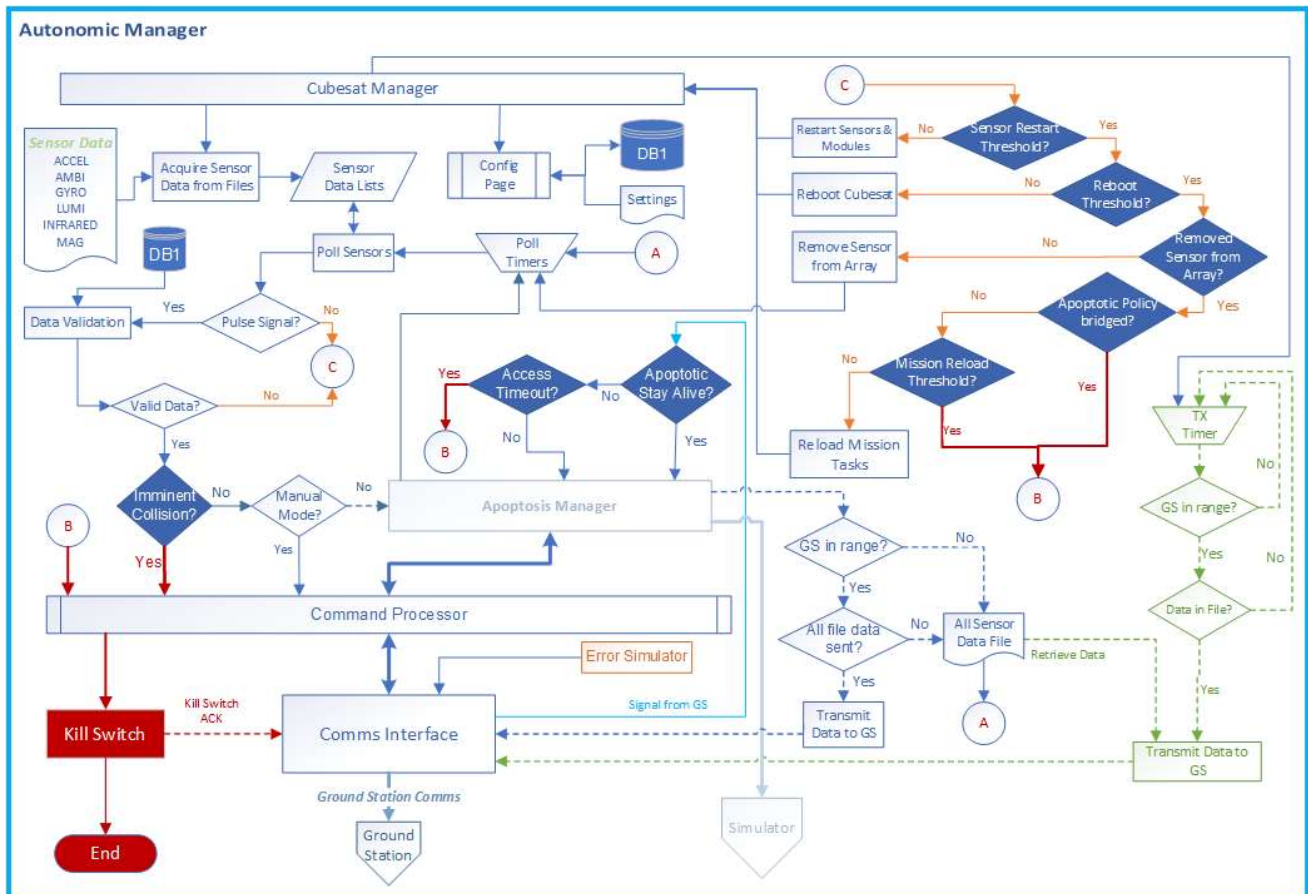 Autonomic Manager
Cubesat Manager
C
Sensor Data
ACCEL
AMBI
GYRO
LUMI
INFRARED
MAG
Acquire Sensor
Data from Files
Sensor
Data Lists
Config
Page
DB1
Settings
Restart Sensors &
Modules
No
Sensor Restart
Threshold?
Yes
Reboot Cubesat
No
Reboot
Threshold?
Yes
DB1
Poll Sensors
Poll
Timers
A
Remove Sensor
from Array
No
Removed
Sensor from
Array?
Yes
Data Validation
Yes
Pulse Signal?
No
C
No
Apoptotic Policy
bridged?
Yes
Valid Data?
No
Yes
Yes
Access
Timeout?
No
Apoptotic
Stay Alive?
No
Mission Reload
Threshold?
Yes
B
No
Yes
Reload Mission
Tasks
B
TX
Timer
No
Imminent
Collision?
No
Manual
Mode?
No
Apoptosis Manager
B
Yes
Yes
GS in range?
No
Yes
GS in range?
Yes
No
Command Processor
All file data
sent?
No
All Sensor
Data File
Data in File?
Error Simulator
Retrieve Data
Yes
Yes
Kill Switch
Kill Switch
ACK
Comms Interface
Signal from GS
Transmit
Data to GS
A
Transmit Data to
GS
Ground Station Comms
Ground
Station
Simulator
End